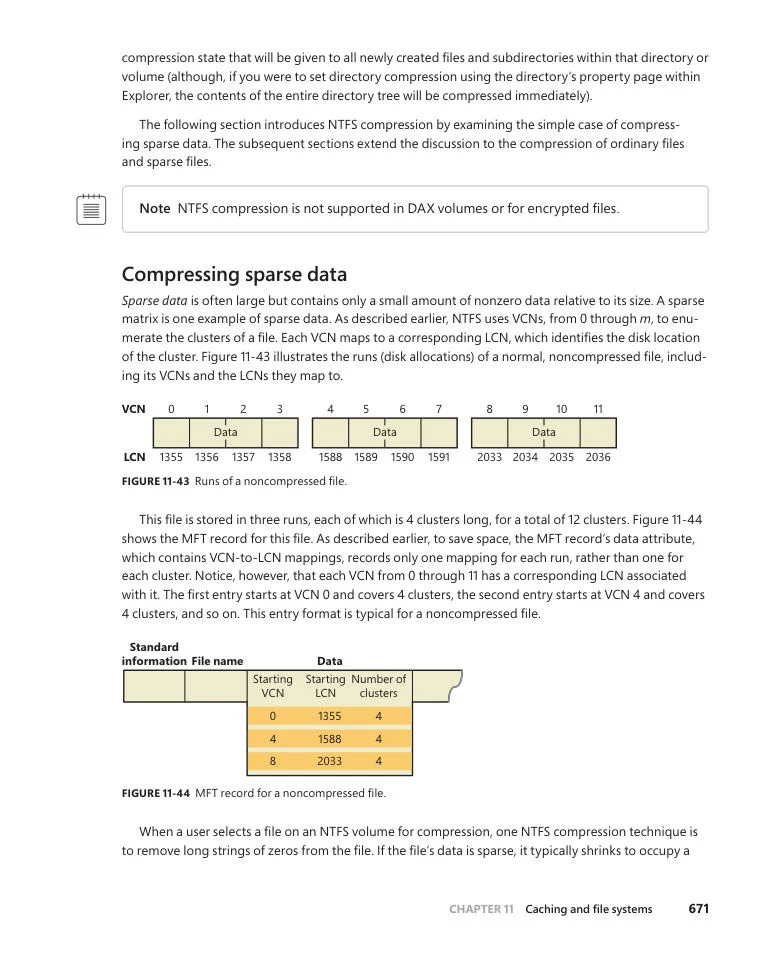 compression state that will be given to all newly created files and subdirectories within that directory or
volume (although, if you were to set directory compression using the directory’s property page within
Explorer, the contents of the entire directory tree will be compressed immediately).
The following section introduces NTFS compression by examining the simple case of compress-
ing sparse data. The subsequent sections extend the discussion to the compression of ordinary files
and sparse files.
Note NTFS compression is not supported in DAX volumes or for encrypted files.
Compressing sparse data
Sparse data is often large but contains only a small amount of nonzero data relative to its size. A sparse
matrix is one example of sparse data. As described earlier, NTFS uses VCNs, from 0 through m, to enu-
merate the clusters of a file. Each VCN maps to a corresponding LCN, which identifies the disk location
of the cluster. Figure 11-43 illustrates the runs (disk allocations) of a normal, noncompressed file, includ-
ing its VCNs and the LCNs they map to.
VCN 0 1 2 3 4 5 6 7 8 9 10 11
Data Data Data
LCN 1355 1356 1357 1358 1588 1589 1590 1591 2033 2034 2035 2036
FIGURE 11-43 Runs of a noncompressed file.
This file is stored in three runs, each of which is 4 clusters long, for a total of 12 clusters. Figure 11-44
shows the MFT record for this file. As described earlier, to save space, the MFT record’s data attribute,
which contains VCN-to-LCN mappings, records only one mapping for each run, rather than one for
each cluster. Notice, however, that each VCN from 0 through 11 has a corresponding LCN associated
with it. The first entry starts at VCN 0 and covers 4 clusters, the second entry starts at VCN 4 and covers
4 clusters, and so on. This entry format is typical for a noncompressed file.
Standard
information File name Data
Starting Starting Number of
VCN LCN clusters
0 1355 4
4 1588 4
8 2033 4
FIGURE 11-44 MFT record for a noncompressed file.
When a user selects a file on an NTFS volume for compression, one NTFS compression technique is
to remove long strings of zeros from the file. If the file’s data is sparse, it typically shrinks to occupy a
CHAPTER 11 Caching and file systems 671